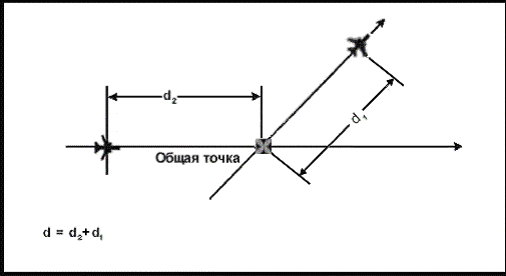 d₂
d₁
Общая точка
d = d₂+d₁